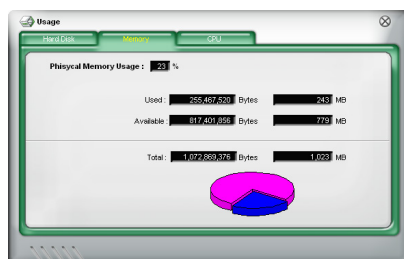 Usage
Hard Disk Memory CPU
Phisycal Memory Usage : 23 %
Used : 255,467,520 Bytes 243 MB
Available : 817,401,856 Bytes 779 MB
Total : 1,072,869,376 Bytes 1,023 MB